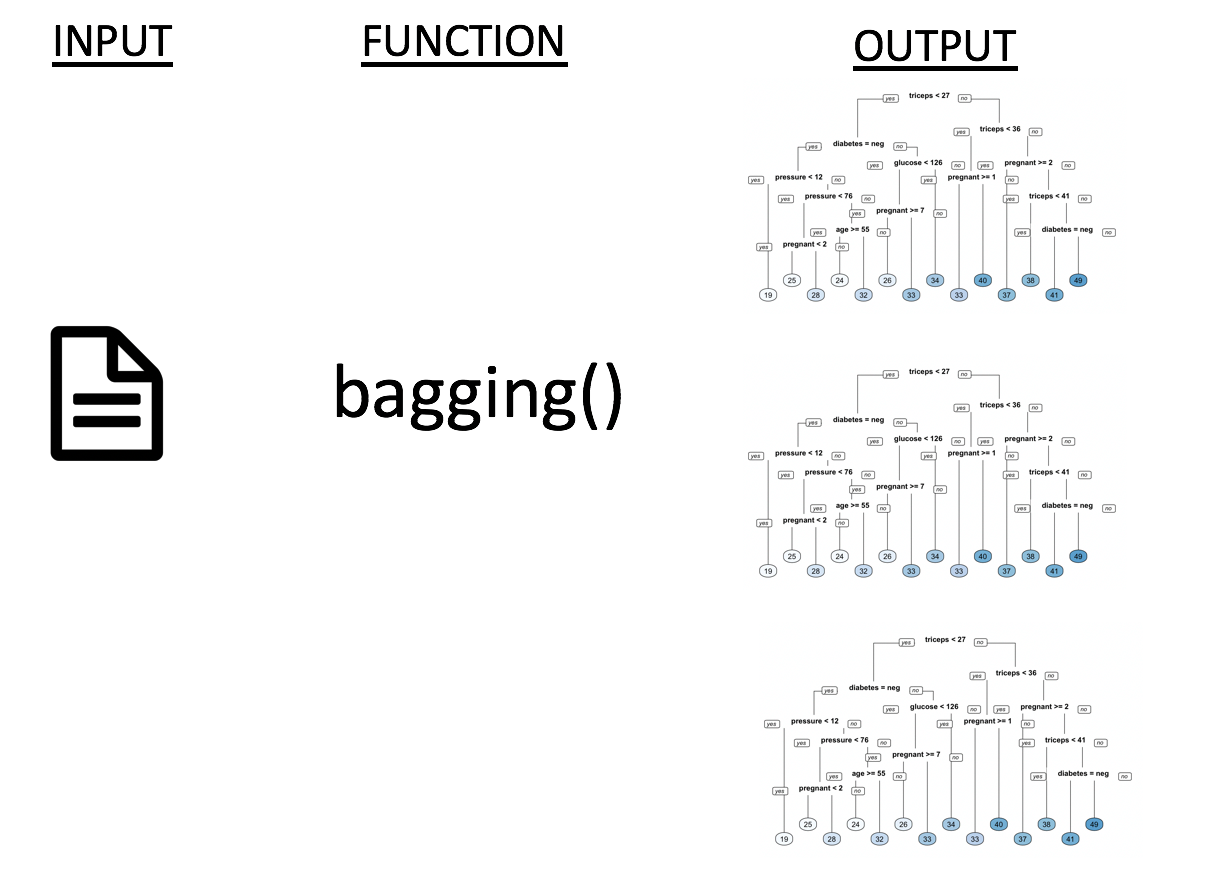 INPUT
FUNCTION
OUTPUT
yes triceps < 27 no
yes triceps < 36 no
yes diabetes = neg no
yes glucose < 126 no yes pregnant >= 2 no
yes pressure < 12 no yes pregnant >= 1 no
yes pressure < 76 no yes triceps < 41 no
yes pregnant >= 7 no
yes age >= 55 no yes diabetes = neg no
yes pregnant < 2 no
25 24 26 34 40 38 49
19 28 32 33 33 37 41
bagging()
yes triceps < 27 no
yes triceps < 36 no
yes diabetes = neg no
yes glucose < 126 no yes pregnant >= 2 no
yes pressure < 12 no yes pregnant >= 1 no
yes pressure < 76 no yes triceps < 41 no
yes pregnant >= 7 no
yes age >= 55 no yes diabetes = neg no
yes pregnant < 2 no
25 24 26 34 40 38 49
19 28 32 33 33 37 41
yes triceps < 27 no
yes triceps < 36 no
yes diabetes = neg no
yes glucose < 126 no yes pregnant >= 2 no
yes pressure < 12 no yes pregnant >= 1 no
yes pressure < 76 no yes triceps < 41 no
yes pregnant >= 7 no
yes age >= 55 no yes diabetes = neg no
yes pregnant < 2 no
25 24 26 34 40 38 49
19 28 32 33 33 37 41